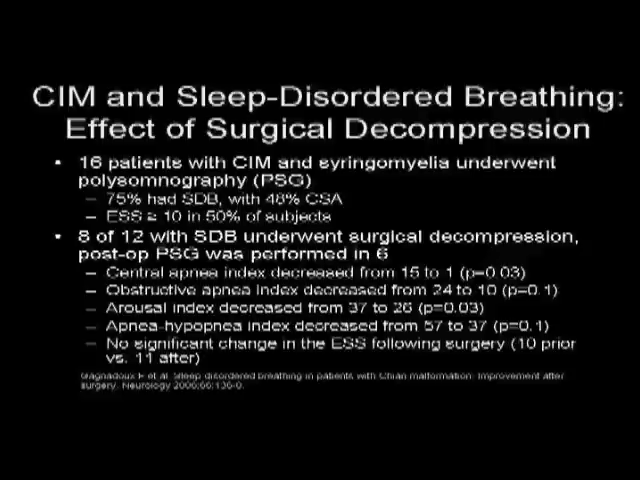 CIM and Sleep-Disordered Breathing:
Effect of Surgical Decompression
• 16 patients with CIM and syringomyelia underwent
polysomnography (PSG)
– 75% had SDB, with 48% CSA
– ESS ≥ 10 in 50% of subjects
• 8 of 12 with SDB underwent surgical decompression,
post-op PSG was performed in 6
– Central apnea index decreased from 15 to 1 (p=0.03)
– Obstructive apnea index decreased from 24 to 10 (p=0.1)
– Arousal index decreased from 37 to 26 (p=0.03)
– Apnea-hypopnea index decreased from 57 to 37 (p=0.1)
– No significant change in the ESS following surgery (10 prior
vs. 11 after)
Gagnadoux F et al. Sleep disordered breathing in patients with Chiari malformation: Improvement after
surgery. Neurology 2006;66:136-